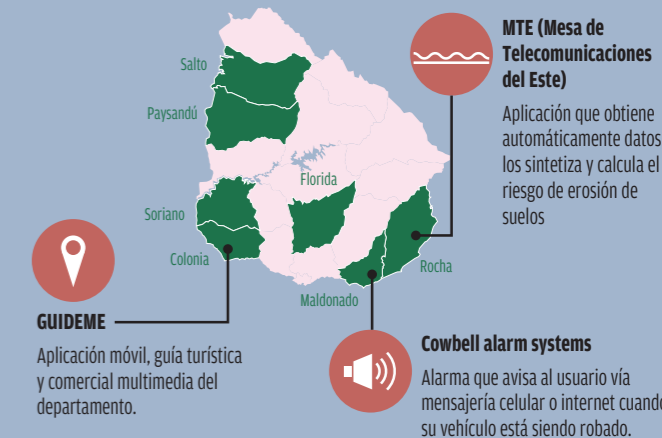 MTE (Mesa de
Telecomunicaciones
del Este)
Aplicación que obtiene
automáticamente datos
los sintetiza y calcula el
riesgo de erosión de
suelos
Salto
Paysandú
Florida
Soriano
Colonia
Rocha
Maldonado
GUIDEME
Aplicación móvil, guía turística
y comercial multimedia del
departamento.
Cowbell alarm systems
Alarma que avisa al usuario vía
mensajería celular o internet cuando
su vehículo está siendo robado.